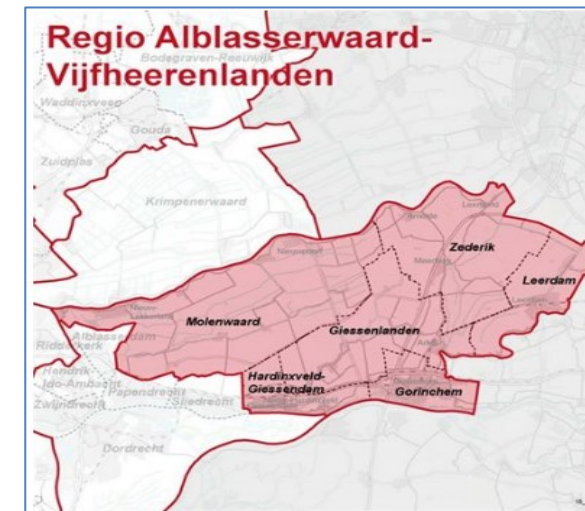 Regio Alblasserwaard-
Vijfheerenlanden
Bodegraven-Reeuwijk
Waddinxveen
Gouda
Zuidplas
Krimpenerwaard
Zederik
Leerdam
Molenwaard
Giessenlanden
Alblasserdam
Ridderkerk
Hendrik
Ido-Ambacht
Papendrecht
Zwijndrecht
Sliedrecht
Hardinxveld-
Giessendam
Gorinchem
Dordrecht